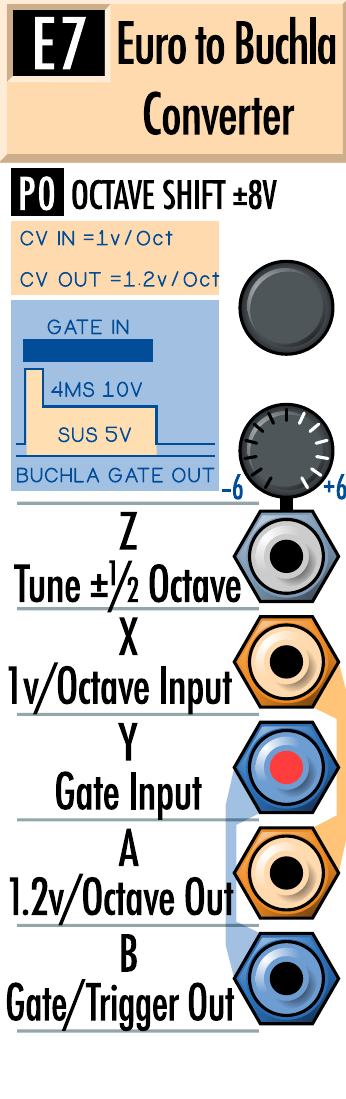 E7 Euro to Buchla
Converter
P0 OCTAVE SHIFT ±8V
CV IN =1v/Oct
CV OUT =1.2v/Oct
GATE IN
4MS 10V
SUS 5V
BUCHLA GATE OUT
-6 +6
Z
Tune ±1/2 Octave
X
1v/Octave Input
Y
Gate Input
A
1.2v/Octave Out
B
Gate/Trigger Out